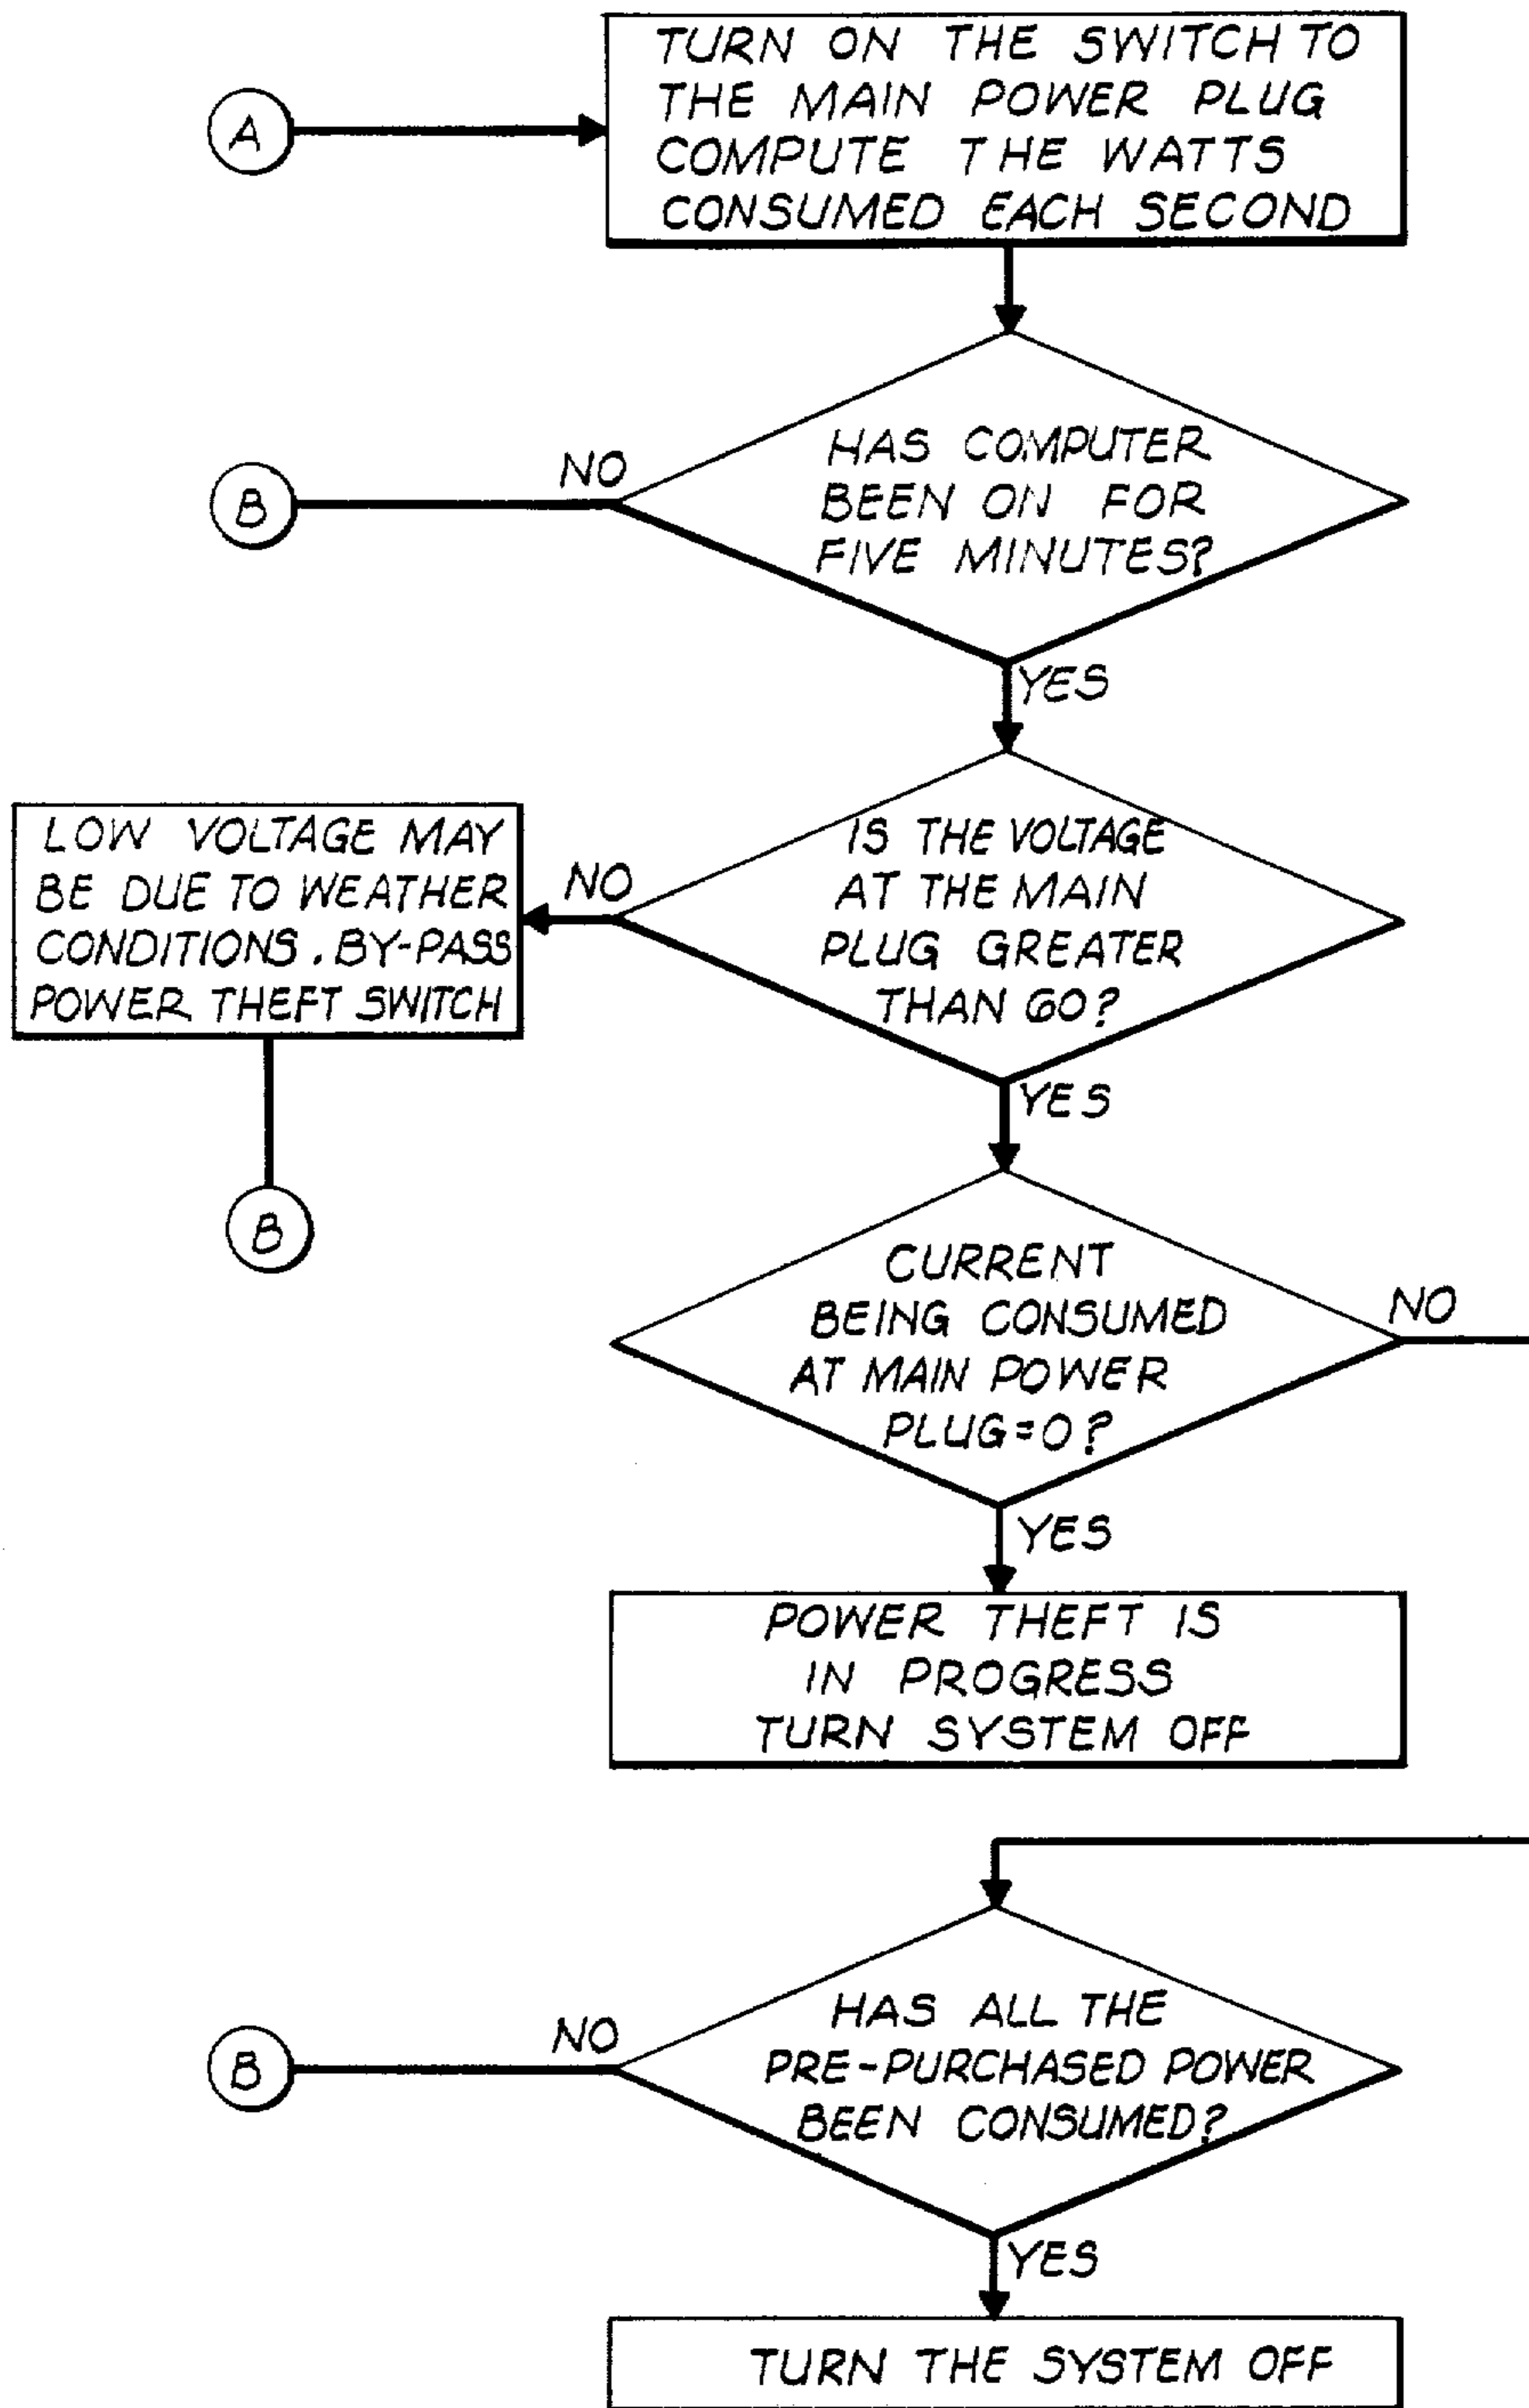 A
TURN ON THE SWITCH TO
THE MAIN POWER PLUG
COMPUTE THE WATTS
CONSUMED EACH SECOND
HAS COMPUTER
BEEN ON FOR
FIVE MINUTES?
NO
B
YES
IS THE VOLTAGE
AT THE MAIN
PLUG GREATER
THAN 60?
NO
LOW VOLTAGE MAY
BE DUE TO WEATHER
CONDITIONS. BY-PASS
POWER THEFT SWITCH
B
YES
CURRENT
BEING CONSUMED
AT MAIN POWER
PLUG=0?
NO
YES
POWER THEFT IS
IN PROGRESS
TURN SYSTEM OFF
HAS ALL THE
PRE-PURCHASED POWER
BEEN CONSUMED?
NO
B
YES
TURN THE SYSTEM OFF